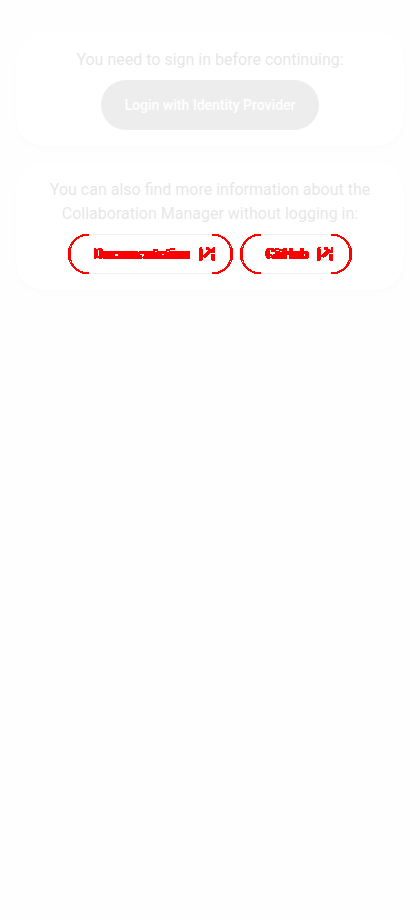 You need to sign in before continuing:
Login with Identity Provider
You can also find more information about the
Collaboration Manager without logging in:
Documentation GitHub